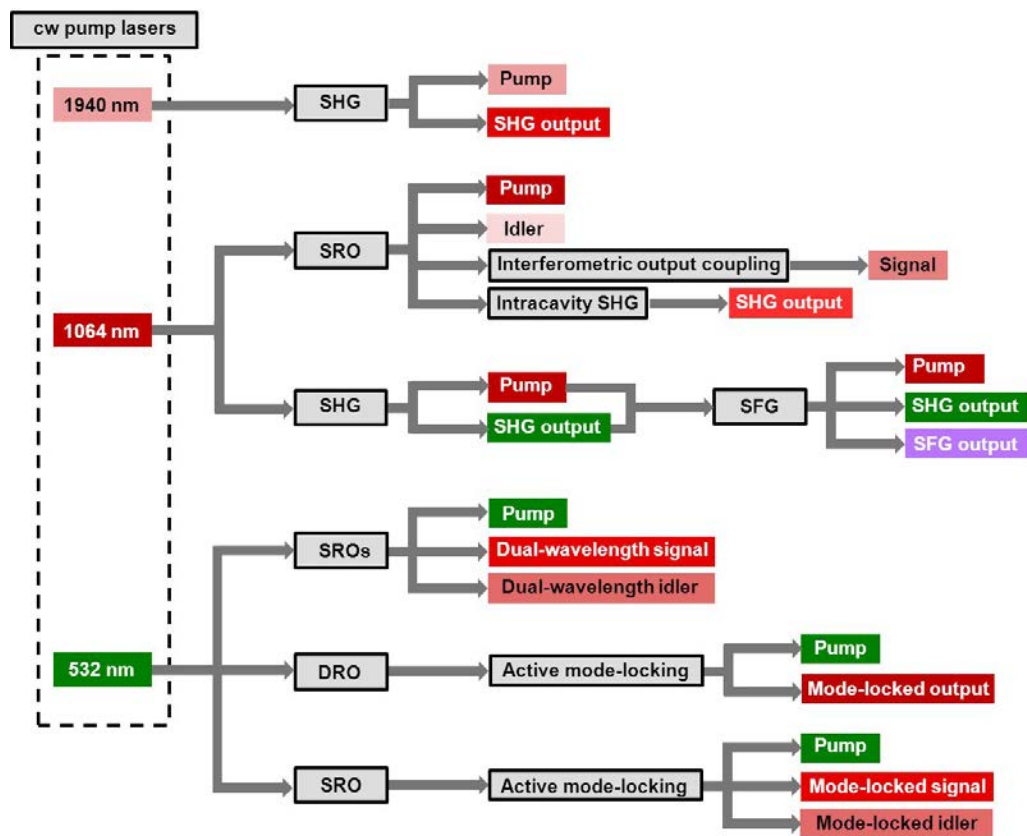 cw pump lasers
1940 nm
SHG
Pump
SHG output
1064 nm
SRO
Pump
Idler
Interferometric output coupling
Signal
Intracavity SHG
SHG output
SHG
Pump
SHG output
SFG
Pump
SHG output
SFG output
532 nm
SROs
Pump
Dual-wavelength signal
Dual-wavelength idler
DRO
Active mode-locking
Pump
Mode-locked output
SRO
Active mode-locking
Pump
Mode-locked signal
Mode-locked idler